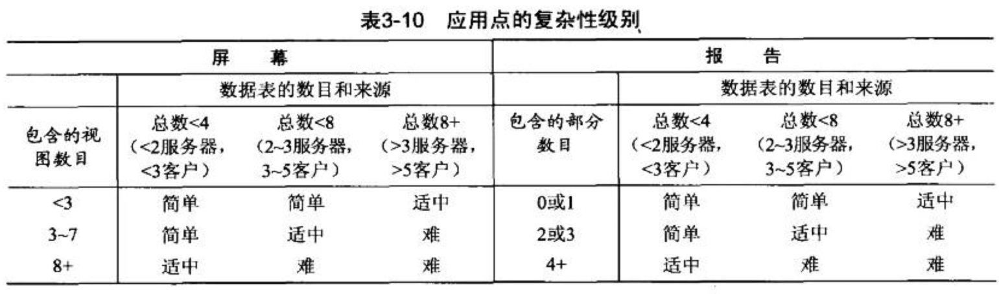 表3-10 应用点的复杂性级别
屏 幕 报 告
数据表的数目和来源 数据表的数目和来源
包含的视图数目 总数<4（<2服务器，<3客户） 总数<8（2~3服务器，3~5客户） 总数8+（>3服务器，>5客户） 包含的部分数目 总数<4（<2服务器，<3客户） 总数<8（2~3服务器，3~5客户） 总数8+（>3服务器，>5客户）
<3 简单 简单 适中 0或1 简单 简单 适中
3~7 简单 适中 难 2或3 简单 适中 难
8+ 适中 难 难 4+ 适中 难 难